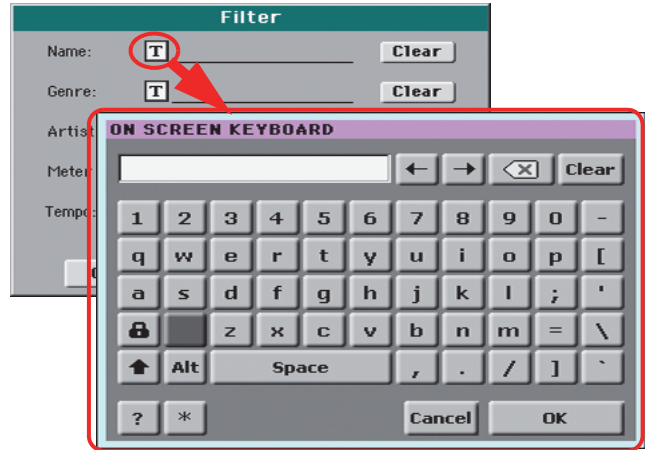 Filter
Name: T Clear
Genre: T Clear
Artist
ON SCREEN KEYBOARD
Meter
← → ⌫ Clear
Tempo:
1 2 3 4 5 6 7 8 9 0 -
q w e r t y u i o p [
a s d f g h j k l ; '
z x c v b n m = \
Alt Space , . / ] `
? * Cancel OK